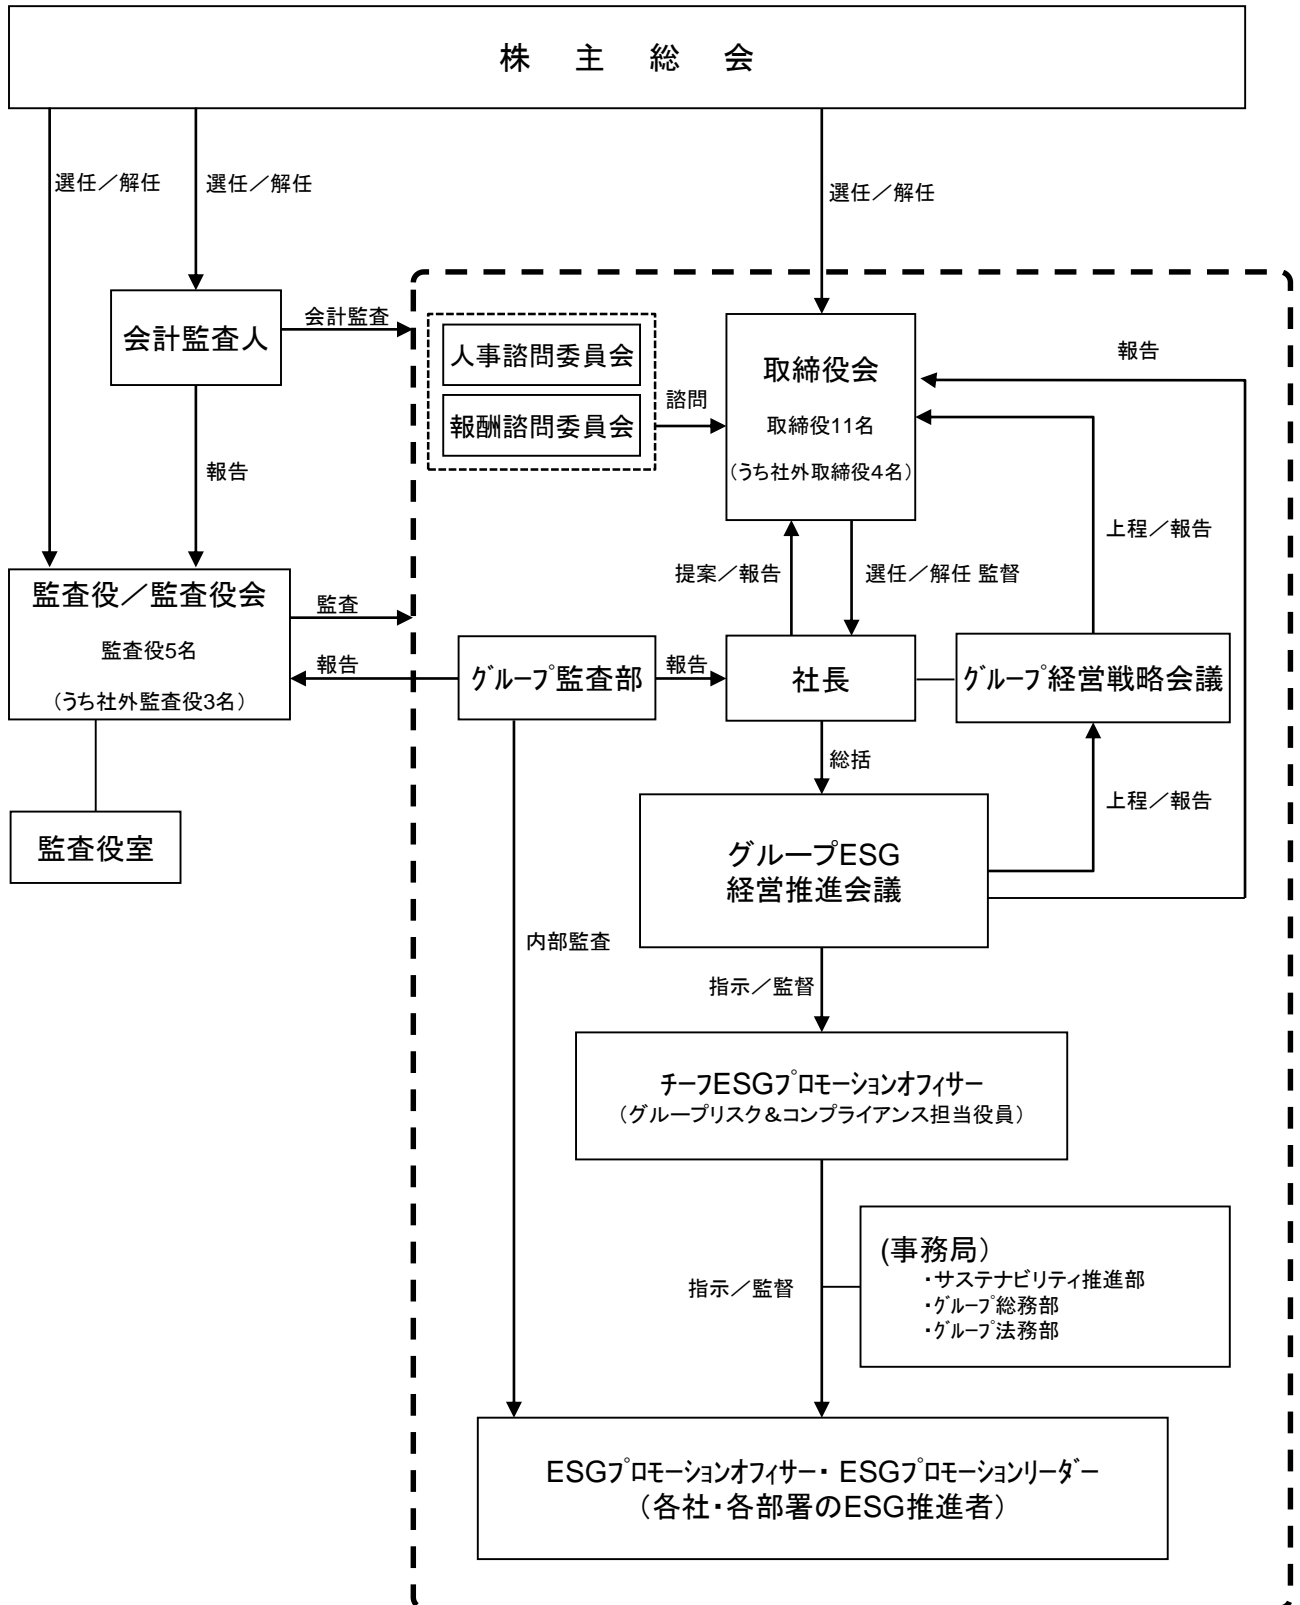 株 主 総 会
選任／解任
選任／解任
選任／解任
会計監査人
会計監査
人事諮問委員会
報酬諮問委員会
諮問
取締役会
取締役11名
（うち社外取締役4名）
報告
報告
上程／報告
提案／報告
選任／解任 監督
監査役／監査役会
監査役5名
（うち社外監査役3名）
監査
報告
ｸﾞﾙｰﾌﾟ監査部
報告
社長
ｸﾞﾙｰﾌﾟ経営戦略会議
総括
上程／報告
監査役室
グループESG
経営推進会議
内部監査
指示／監督
ﾁｰﾌESGﾌﾟﾛﾓｰｼｮﾝｵﾌｨｻｰ
（グループリスク＆コンプライアンス担当役員）
(事務局）
・サステナビリティ推進部
・ｸﾞﾙｰﾌﾟ総務部
・ｸﾞﾙｰﾌﾟ法務部
指示／監督
ESGﾌﾟﾛﾓｰｼｮﾝｵﾌｨｻｰ・ ESGﾌﾟﾛﾓｰｼｮﾝﾘｰﾀﾞｰ
（各社・各部署のESG推進者）